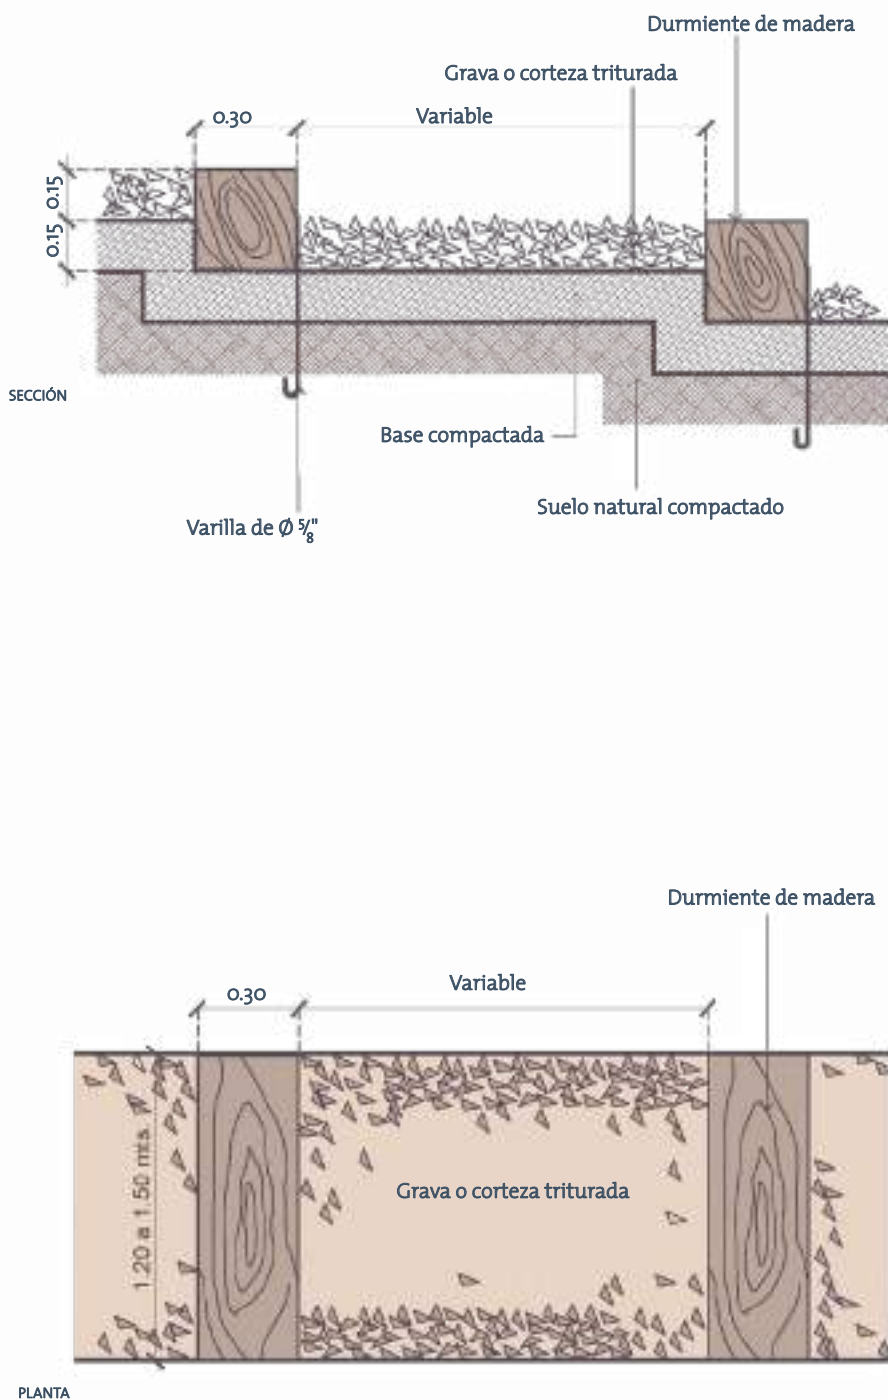 Durmiente de madera
Grava o corteza triturada
0.30
Variable
0.15
0.15
SECCIÓN
Base compactada
Suelo natural compactado
Varilla de Ø 5/8"
Durmiente de madera
0.30
Variable
1.20 a 1.50 mts.
Grava o corteza triturada
PLANTA